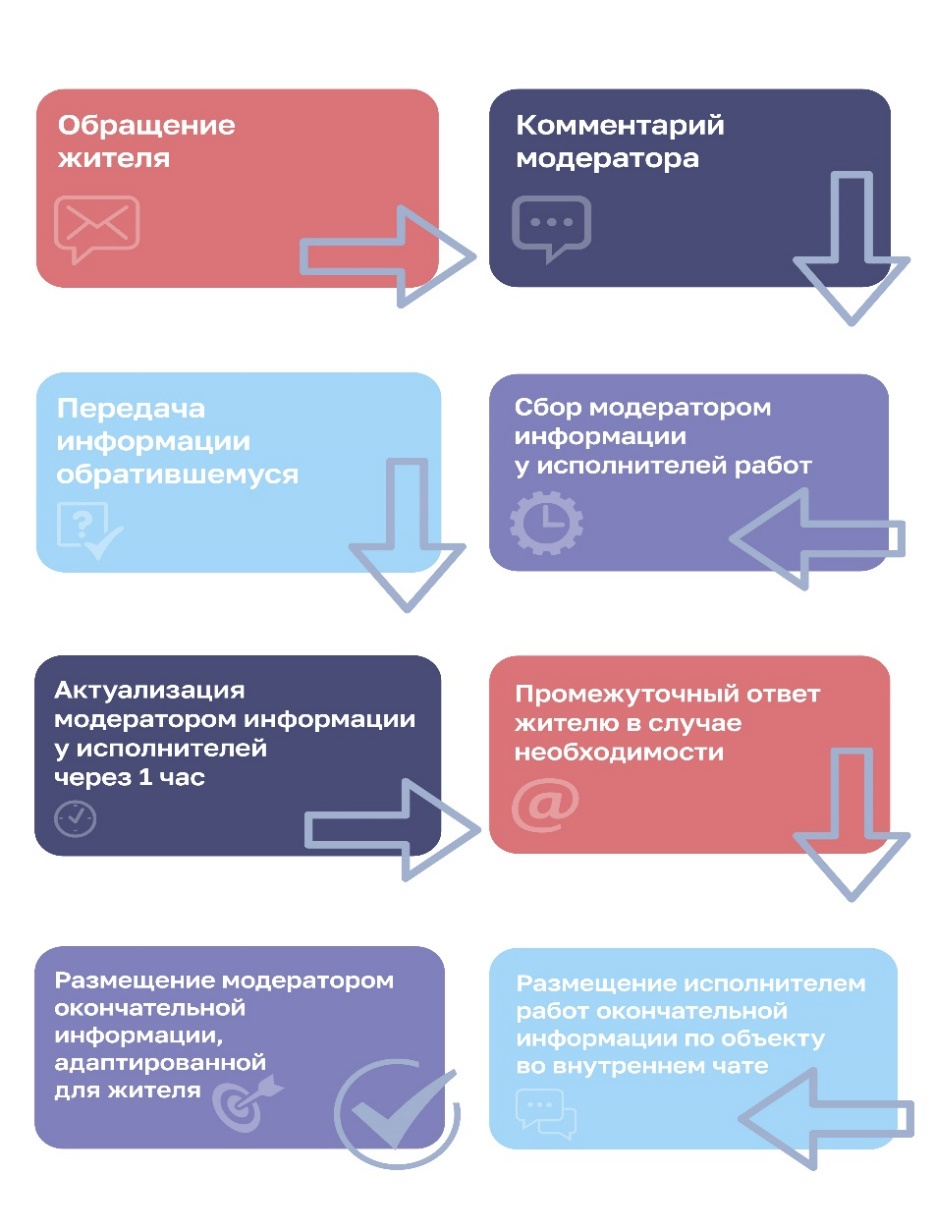 Обращение
жителя
Комментарий
модератора
Передача
информации
обратившемуся
Сбор модератором
информации
у исполнителей работ
?
Актуализация
модератором информации
у исполнителей
через 1 час
Промежуточный ответ
жителю в случае
необходимости
@
Размещение модератором
окончательной
информации,
адаптированной
для жителя
Размещение исполнителем
работ окончательной
информации по объекту
во внутреннем чате